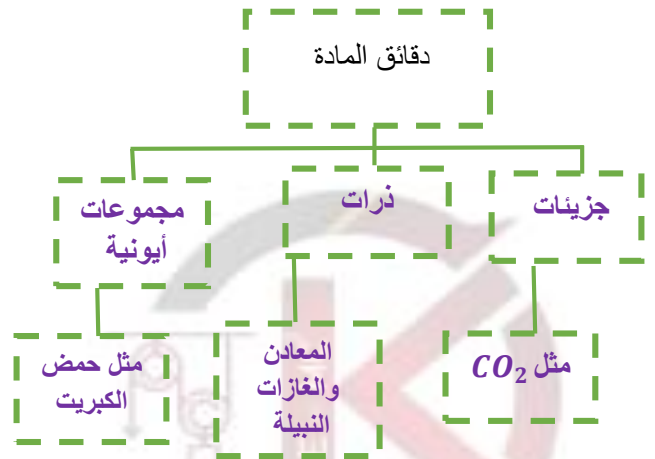 دقائق المادة
جزيئات
ذرات
مجموعات
أيونية
مثل CO₂
المعادن
والغازات
النبيلة
مثل حمض
الكبريت